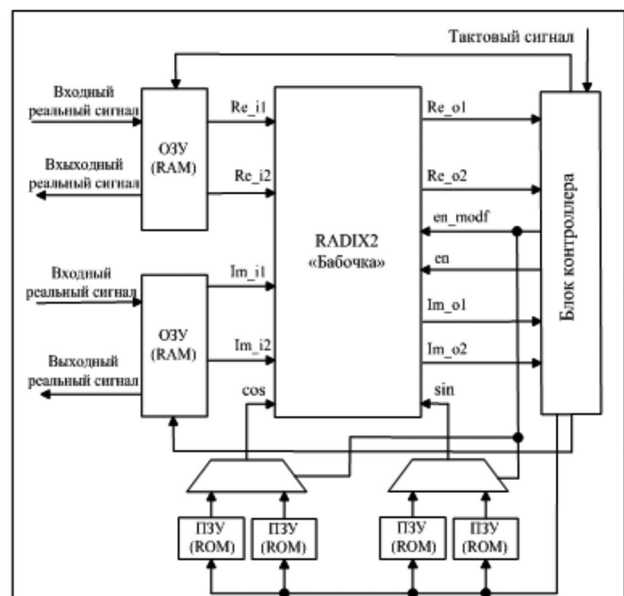 Тактовый сигнал
Входный
реальный сигнал
ОЗУ
(RAM)
Re_i1
Re_o1
Вхыходный
реальный сигнал
Re_i2
Re_o2
en_modf
RADIX2
«Бабочка»
Блок контроллера
Входный
реальный сигнал
Im_i1
en
ОЗУ
(RAM)
Im_o1
Выходный
реальный сигнал
Im_i2
Im_o2
cos
sin
ПЗУ
(ROM)
ПЗУ
(ROM)
ПЗУ
(ROM)
ПЗУ
(ROM)